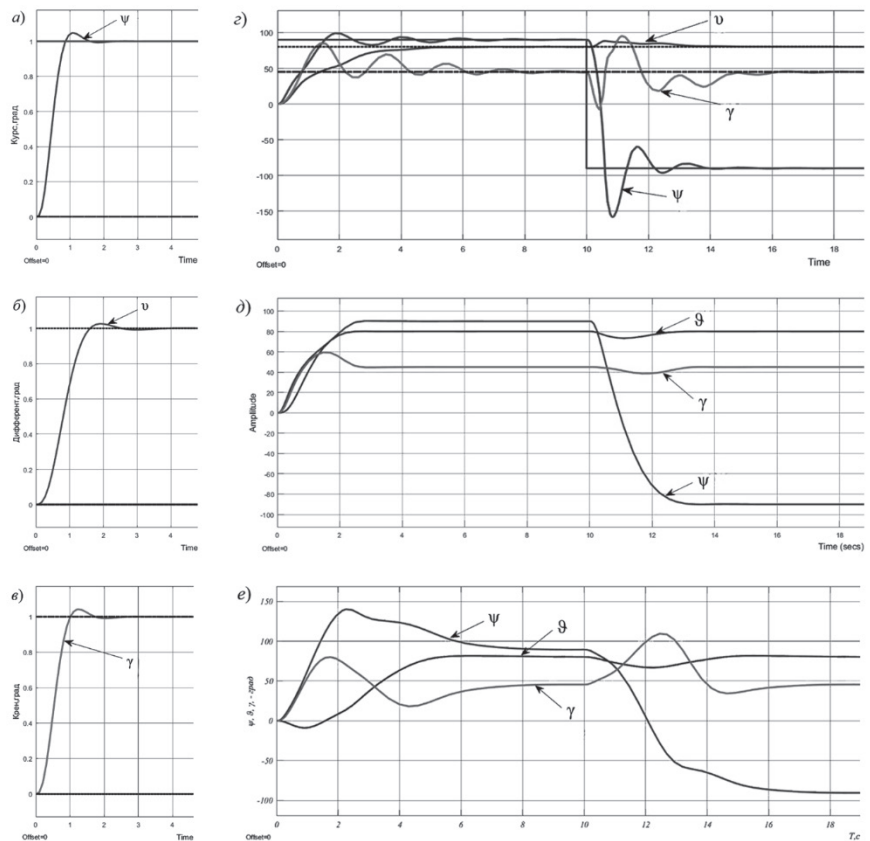 а)
ψ
Курс,град
1
0.8
0.6
0.4
0.2
0
0 1 2 3 4
Offset=0
Time
г)
υ
γ
ψ
100
50
0
-50
-100
-150
0 2 4 6 8 10 12 14 16 18
Offset=0
Time
б)
υ
Дифферент,град
1
0.8
0.6
0.4
0.2
0
0 1 2 3 4
Offset=0
Time
д)
ϑ
γ
ψ
Amplitude
100
80
60
40
20
0
-20
-40
-60
-80
-100
0 2 4 6 8 10 12 14 16 18
Offset=0
Time (secs)
в)
γ
Крен,град
1
0.8
0.6
0.4
0.2
0
0 1 2 3 4
Offset=0
Time
е)
ψ
ϑ
γ
ψ, ϑ, γ, - град
150
100
50
0
-50
-100
0 2 4 6 8 10 12 14 16 18
Offset=0
T,c